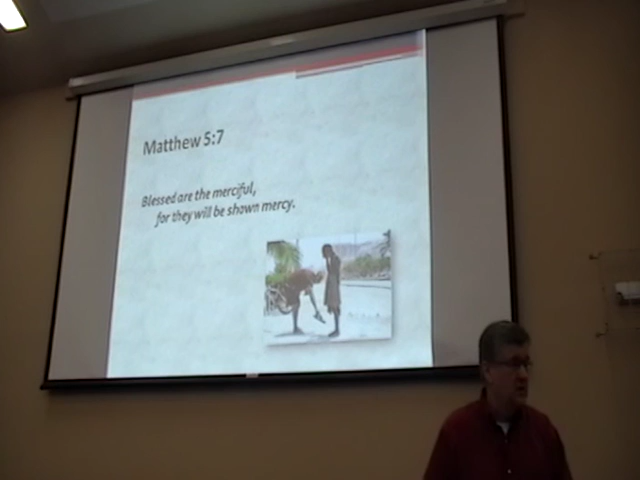 Matthew 5:7
Blessed are the merciful,
for they will be shown mercy.